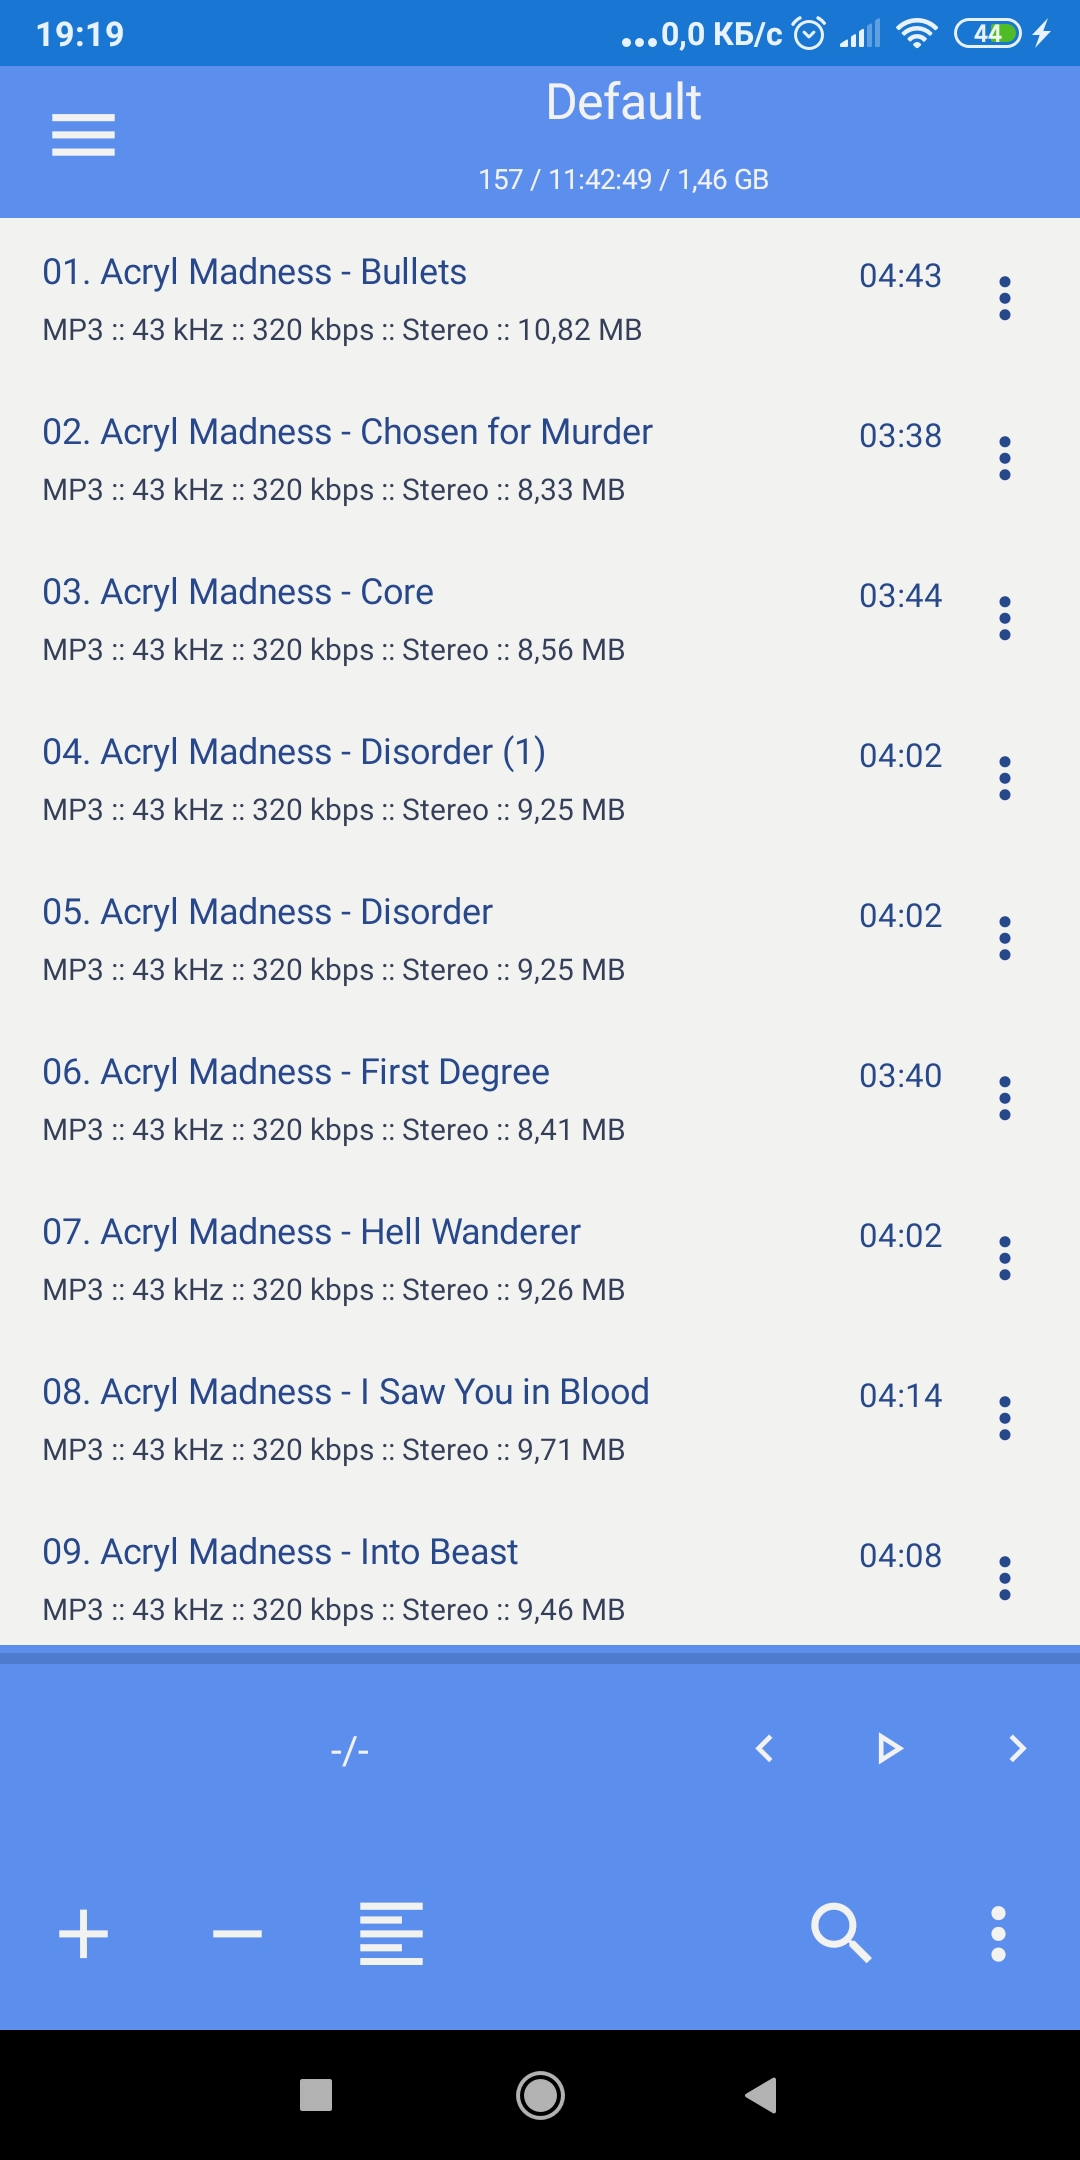 19:19
...0,0 КБ/с
44
Default
157 / 11:42:49 / 1,46 GB
01. Acryl Madness - Bullets 04:43
MP3 :: 43 kHz :: 320 kbps :: Stereo :: 10,82 MB
02. Acryl Madness - Chosen for Murder 03:38
MP3 :: 43 kHz :: 320 kbps :: Stereo :: 8,33 MB
03. Acryl Madness - Core 03:44
MP3 :: 43 kHz :: 320 kbps :: Stereo :: 8,56 MB
04. Acryl Madness - Disorder (1) 04:02
MP3 :: 43 kHz :: 320 kbps :: Stereo :: 9,25 MB
05. Acryl Madness - Disorder 04:02
MP3 :: 43 kHz :: 320 kbps :: Stereo :: 9,25 MB
06. Acryl Madness - First Degree 03:40
MP3 :: 43 kHz :: 320 kbps :: Stereo :: 8,41 MB
07. Acryl Madness - Hell Wanderer 04:02
MP3 :: 43 kHz :: 320 kbps :: Stereo :: 9,26 MB
08. Acryl Madness - I Saw You in Blood 04:14
MP3 :: 43 kHz :: 320 kbps :: Stereo :: 9,71 MB
09. Acryl Madness - Into Beast 04:08
MP3 :: 43 kHz :: 320 kbps :: Stereo :: 9,46 MB
-/-